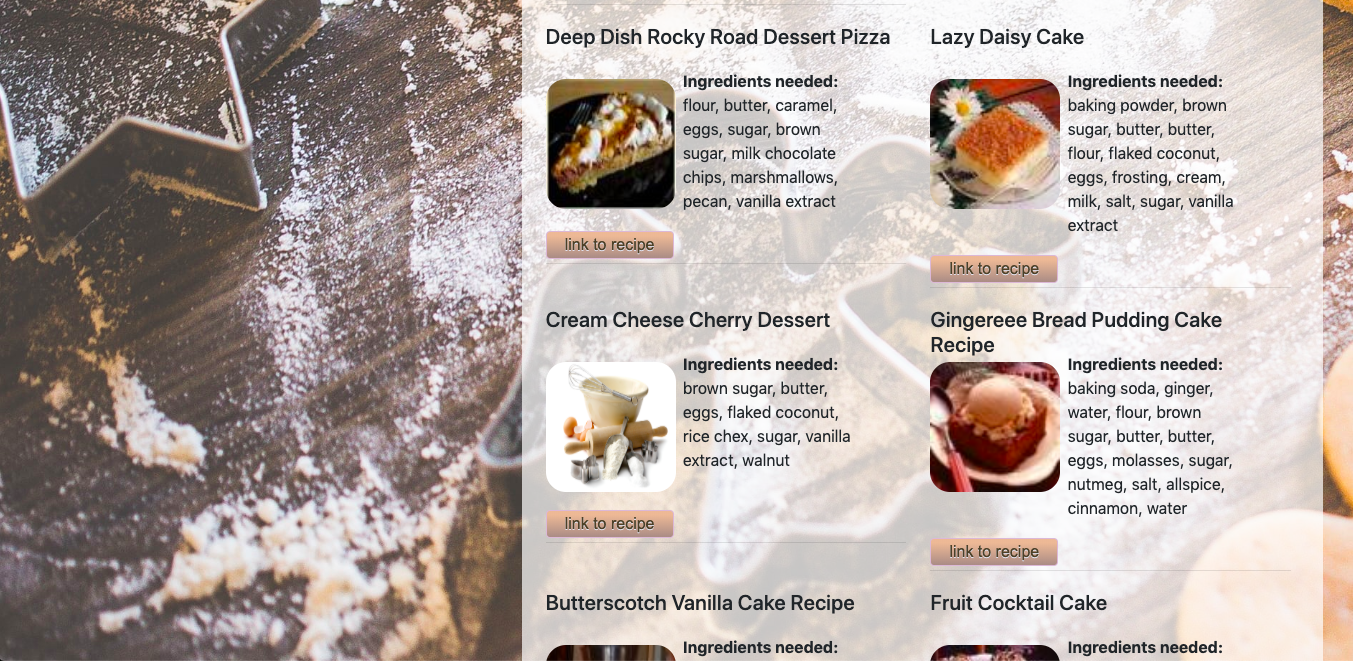 Deep Dish Rocky Road Dessert Pizza
Ingredients needed:
flour, butter, caramel,
eggs, sugar, brown
sugar, milk chocolate
chips, marshmallows,
pecan, vanilla extract
link to recipe
Lazy Daisy Cake
Ingredients needed:
baking powder, brown
sugar, butter, butter,
flour, flaked coconut,
eggs, frosting, cream,
milk, salt, sugar, vanilla
extract
link to recipe
Cream Cheese Cherry Dessert
Ingredients needed:
brown sugar, butter,
eggs, flaked coconut,
rice chex, sugar, vanilla
extract, walnut
link to recipe
Gingereee Bread Pudding Cake
Recipe
Ingredients needed:
baking soda, ginger,
water, flour, brown
sugar, butter, butter,
eggs, molasses, sugar,
nutmeg, salt, allspice,
cinnamon, water
link to recipe
Butterscotch Vanilla Cake Recipe
Ingredients needed:
Fruit Cocktail Cake
Ingredients needed: